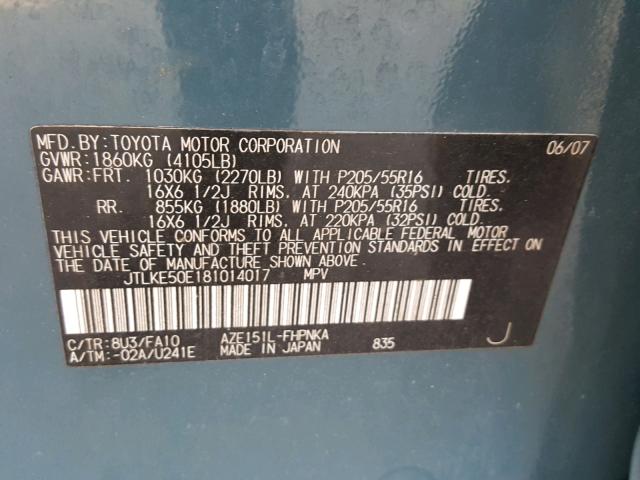 MFD.BY:TOYOTA MOTOR CORPORATION 06/07
GVWR:1860KG (4105LB)
GAWR:FRT. 1030KG (2270LB) WITH P205/55R16 TIRES.
16X6 1/2J RIMS, AT 240KPA (35PSI) COLD.
RR. 855KG (1880LB) WITH P205/55R16 TIRES.
16X6 1/2J RIMS, AT 220KPA (32PSI) COLD.
THIS VEHICLE CONFORMS TO ALL APPLICABLE FEDERAL MOTOR
VEHICLE SAFETY AND THEFT PREVENTION STANDARDS IN EFFECT ON
THE DATE OF MANUFACTURE SHOWN ABOVE.
JTLKE50E181014017 MPV
C/TR:8U3/FA10 AZE151L-FHPNKA
A/TM:-02A/U241E MADE IN JAPAN 835 J